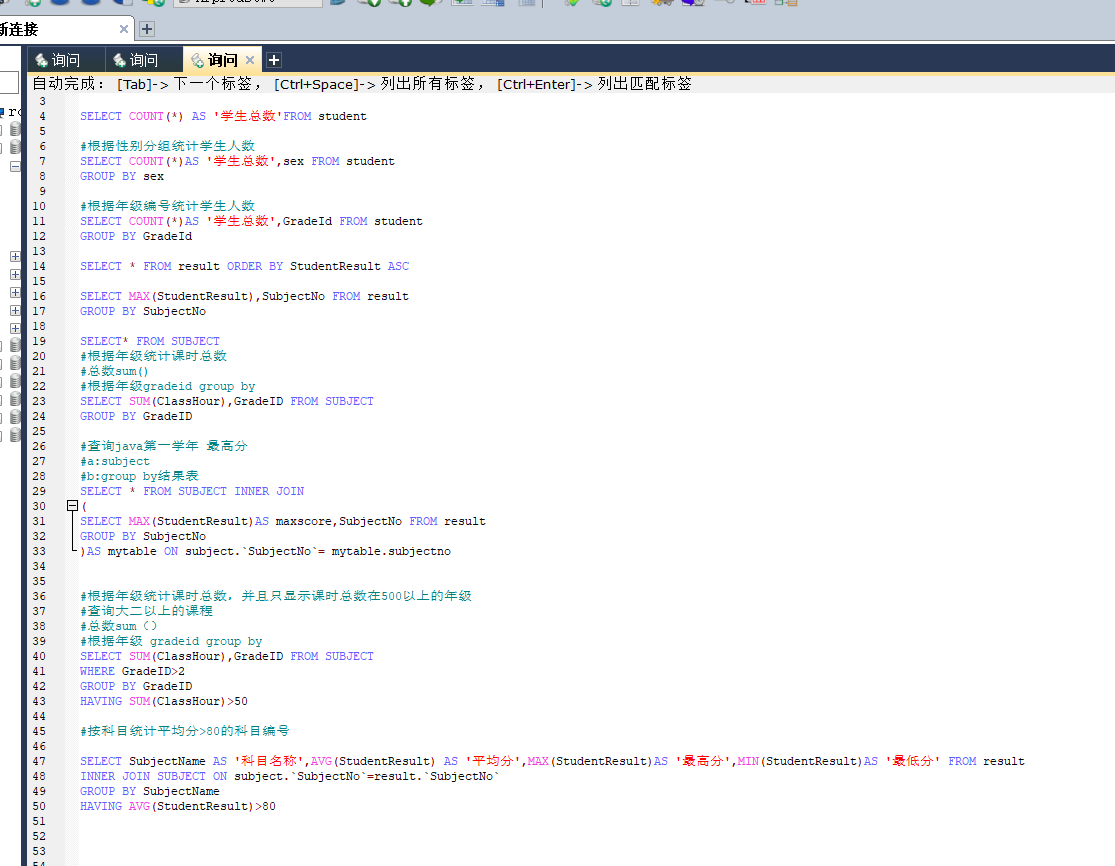 新连接
询问 询问 询问
自动完成： [Tab]-> 下一个标签， [Ctrl+Space]-> 列出所有标签， [Ctrl+Enter]-> 列出匹配标签
3
4 SELECT COUNT(*) AS '学生总数'FROM student
5
6 #根据性别分组统计学生人数
7 SELECT COUNT(*)AS '学生总数',sex FROM student
8 GROUP BY sex
9
10 #根据年级编号统计学生人数
11 SELECT COUNT(*)AS '学生总数',GradeId FROM student
12 GROUP BY GradeId
13
14 SELECT * FROM result ORDER BY StudentResult ASC
15
16 SELECT MAX(StudentResult),SubjectNo FROM result
17 GROUP BY SubjectNo
18
19 SELECT* FROM SUBJECT
20 #根据年级统计课时总数
21 #总数sum()
22 #根据年级gradeid group by
23 SELECT SUM(ClassHour),GradeID FROM SUBJECT
24 GROUP BY GradeID
25
26 #查询java第一学年 最高分
27 #a:subject
28 #b:group by结果表
29 SELECT * FROM SUBJECT INNER JOIN
30 (
31 SELECT MAX(StudentResult)AS maxscore,SubjectNo FROM result
32 GROUP BY SubjectNo
33 )AS mytable ON subject.`SubjectNo`= mytable.subjectno
34
35
36 #根据年级统计课时总数，并且只显示课时总数在500以上的年级
37 #查询大二以上的课程
38 #总数sum（）
39 #根据年级 gradeid group by
40 SELECT SUM(ClassHour),GradeID FROM SUBJECT
41 WHERE GradeID>2
42 GROUP BY GradeID
43 HAVING SUM(ClassHour)>50
44
45 #按科目统计平均分>80的科目编号
46
47 SELECT SubjectName AS '科目名称',AVG(StudentResult) AS '平均分',MAX(StudentResult)AS '最高分',MIN(StudentResult)AS '最低分' FROM result
48 INNER JOIN SUBJECT ON subject.`SubjectNo`=result.`SubjectNo`
49 GROUP BY SubjectName
50 HAVING AVG(StudentResult)>80
51
52
53